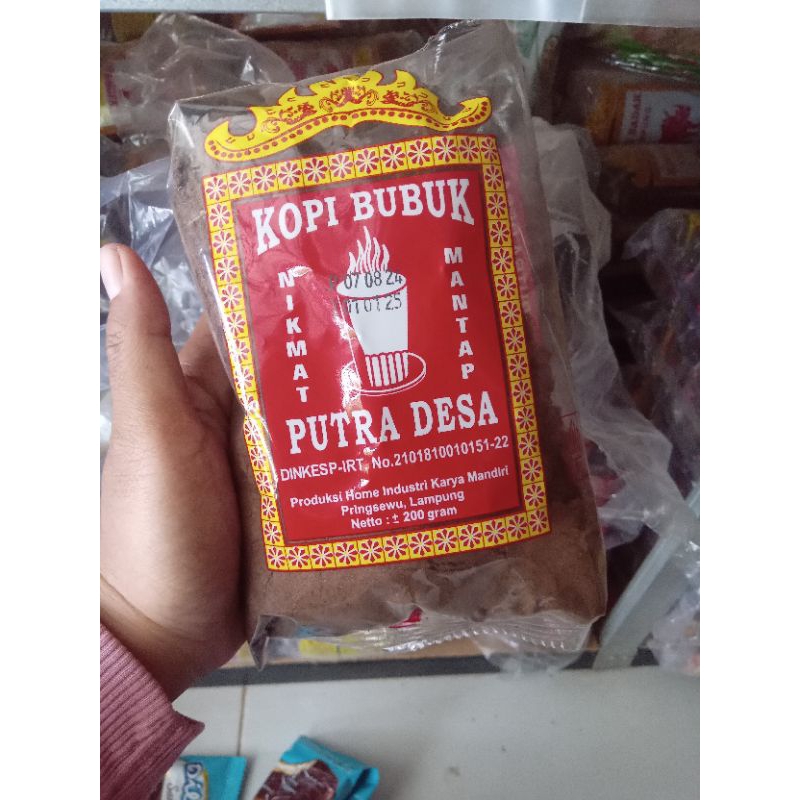 KOPI BUBUK
NIKMAT
MANTAP
07 08 24
01 25
PUTRA DESA
DINKESP-IRT. No.2101810010151-22
Produksi Home Industri Karya Mandiri
Pringsewu, Lampung
Netto : ± 200 gram